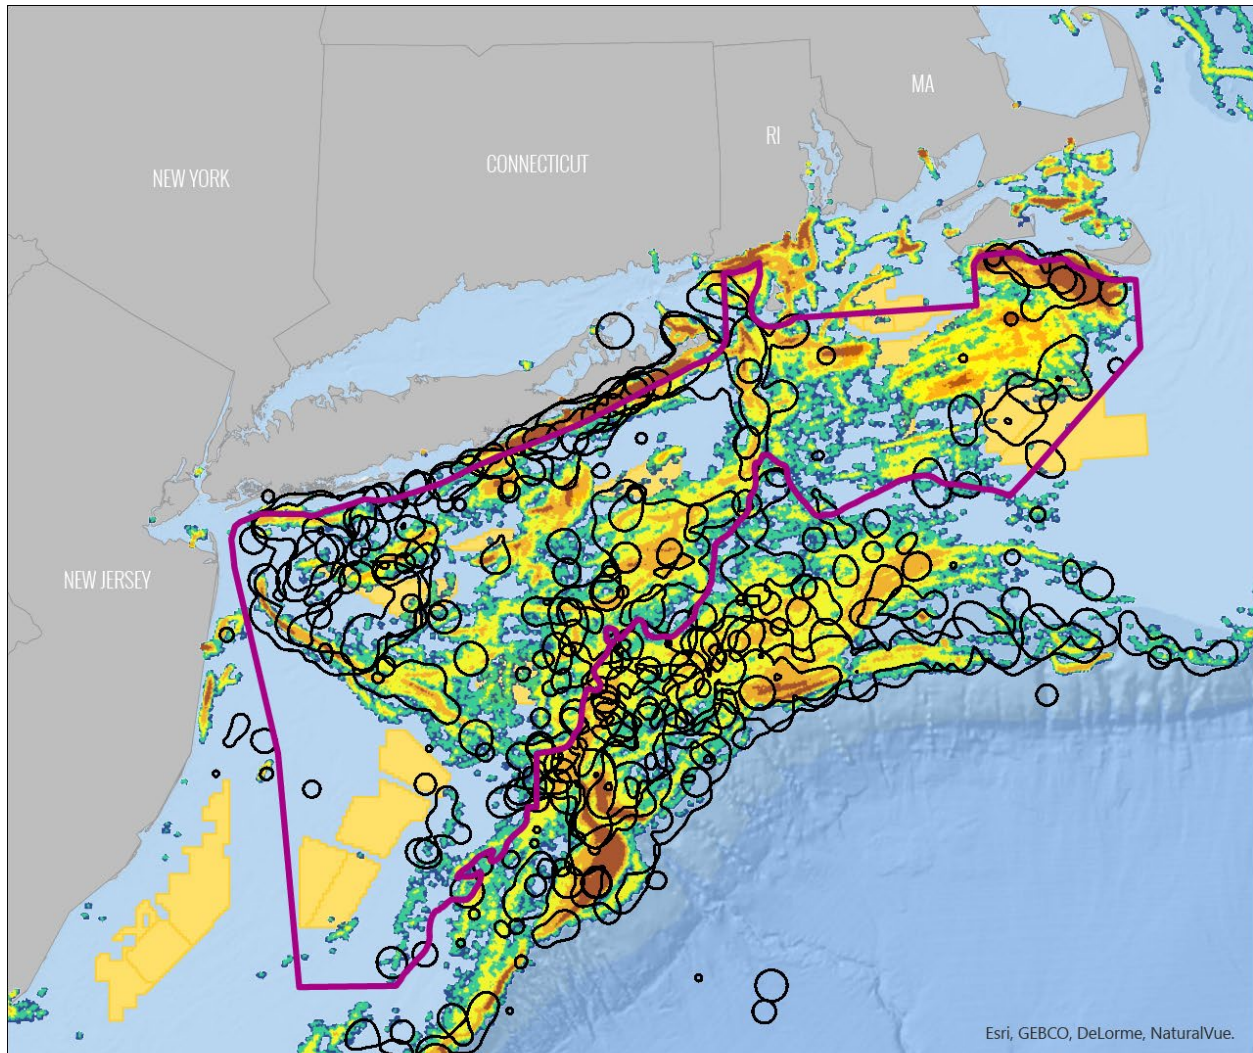 MA
RI
CONNECTICUT
NEW YORK
NEW JERSEY
Esri, GEBCO, DeLorme, NaturalVue.